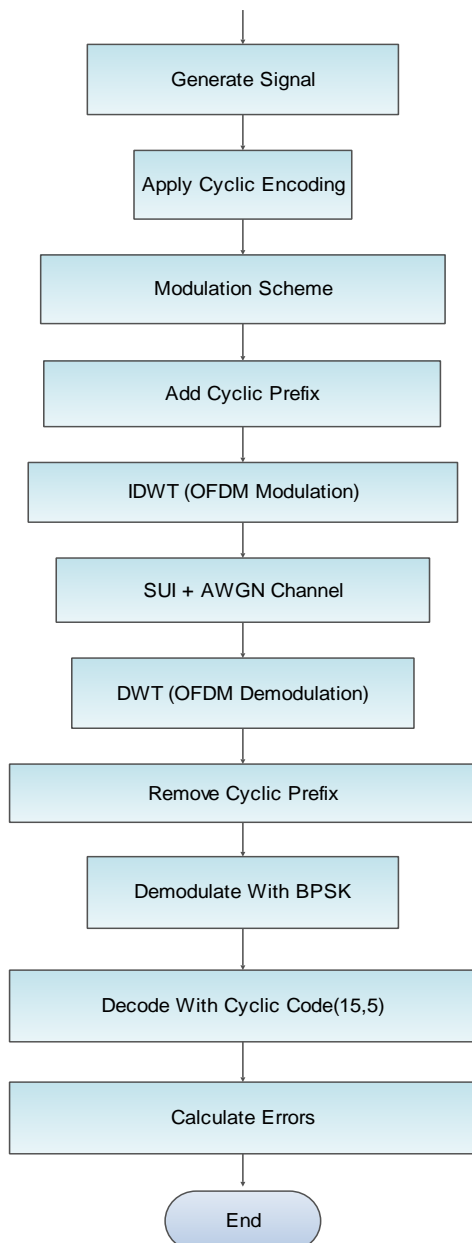 Generate Signal
Apply Cyclic Encoding
Modulation Scheme
Add Cyclic Prefix
IDWT (OFDM Modulation)
SUI + AWGN Channel
DWT (OFDM Demodulation)
Remove Cyclic Prefix
Demodulate With BPSK
Decode With Cyclic Code(15,5)
Calculate Errors
End